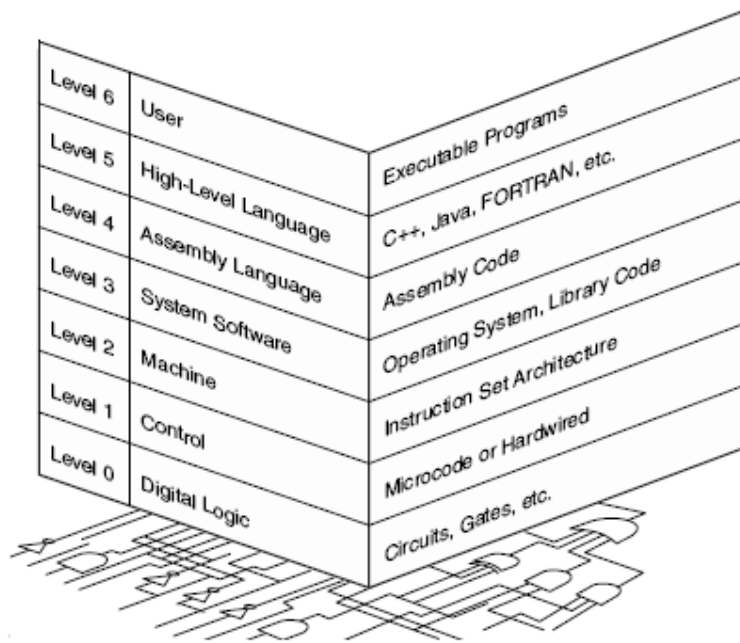 Level 6 User Executable Programs
Level 5 High-Level Language C++, Java, FORTRAN, etc.
Level 4 Assembly Language Assembly Code
Level 3 System Software Operating System, Library Code
Level 2 Machine Instruction Set Architecture
Level 1 Control Microcode or Hardwired
Level 0 Digital Logic Circuits, Gates, etc.